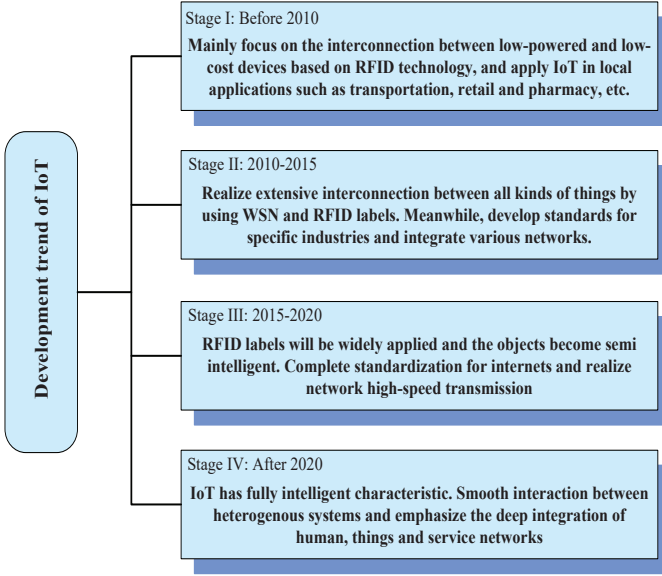 Development trend of IoT
Stage I: Before 2010
Mainly focus on the interconnection between low-powered and low-
cost devices based on RFID technology, and apply IoT in local
applications such as transportation, retail and pharmacy, etc.
Stage II: 2010-2015
Realize extensive interconnection between all kinds of things by
using WSN and RFID labels. Meanwhile, develop standards for
specific industries and integrate various networks.
Stage III: 2015-2020
RFID labels will be widely applied and the objects become semi
intelligent. Complete standardization for internets and realize
network high-speed transmission
Stage IV: After 2020
IoT has fully intelligent characteristic. Smooth interaction between
heterogenous systems and emphasize the deep integration of
human, things and service networks